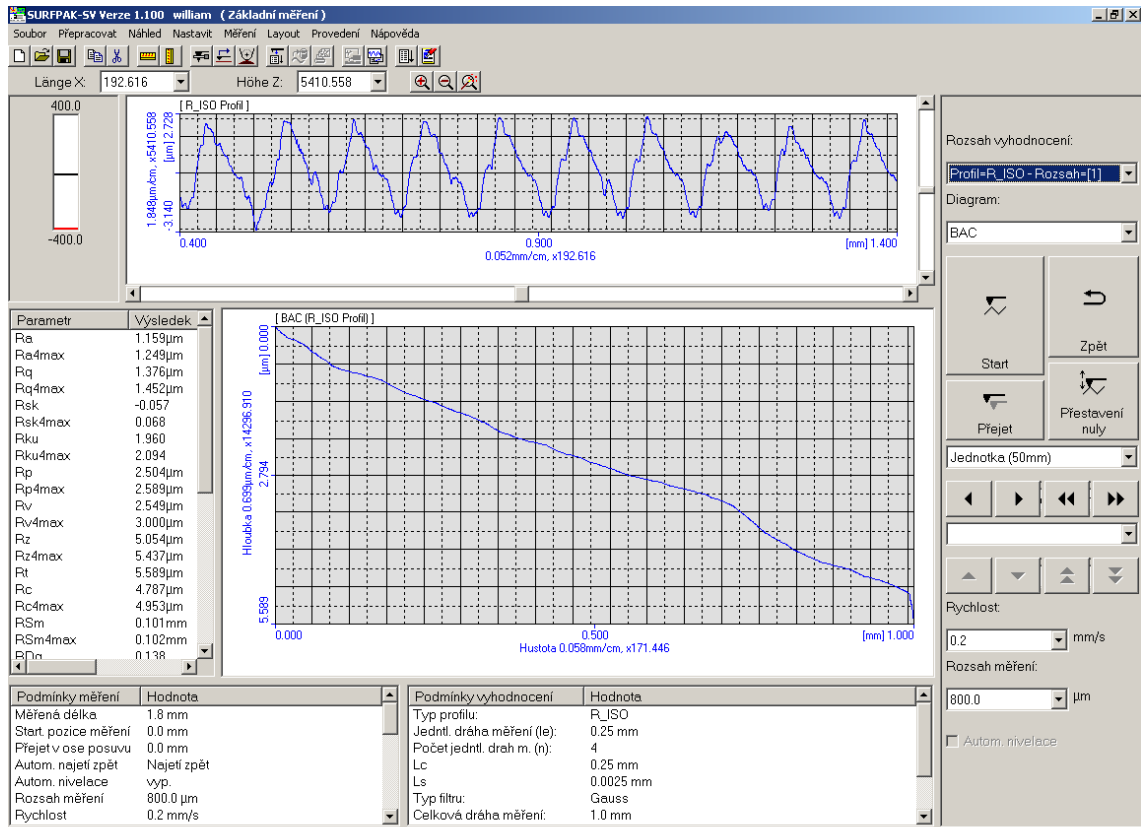 SURFPAK-SV Verze 1.100 william ( Základní měření )
Soubor Přepracovat Náhled Nastavit Měření Layout Provedení Nápověda
Länge X: 192.616 Höhe Z: 5410.558
400.0
-400.0
[ R_ISO Profil ]
1.848µm/cm, x5410.558
-3.140 [µm] 2.728
0.400 0.900 [mm] 1.400
0.052mm/cm, x192.616
Parametr Výsledek
Ra 1.159µm
Ra4max 1.249µm
Rq 1.376µm
Rq4max 1.452µm
Rsk -0.057
Rsk4max 0.068
Rku 1.960
Rku4max 2.094
Rp 2.504µm
Rp4max 2.589µm
Rv 2.549µm
Rv4max 3.000µm
Rz 5.054µm
Rz4max 5.437µm
Rt 5.589µm
Rc 4.787µm
Rc4max 4.953µm
RSm 0.101mm
RSm4max 0.102mm
RDq 0.138
[ BAC (R_ISO Profil) ]
Hloubka 0.699µm/cm, x14296.910
5.589 2.794 [µm] 0.000
0.000 0.500 [mm] 1.000
Hustota 0.058mm/cm, x171.446
Rozsah vyhodnocení:
Profil=R_ISO - Rozsah=[1]
Diagram:
BAC
Start
Zpět
Přejet
Přestavení
nuly
Jednotka (50mm)
Rychlost:
0.2 mm/s
Rozsah měření:
800.0 µm
Autom. nivelace
Podmínky měření Hodnota
Měřená délka 1.8 mm
Start. pozice měření 0.0 mm
Přejet v ose posuvu 0.0 mm
Autom. najetí zpět Najetí zpět
Autom. nivelace vyp.
Rozsah měření 800.0 µm
Rychlost 0.2 mm/s
Podmínky vyhodnocení Hodnota
Typ profilu: R_ISO
Jedntl. dráha měření (le): 0.25 mm
Počet jedntl. drah m. (n): 4
Lc 0.25 mm
Ls 0.0025 mm
Typ filtru: Gauss
Celková dráha měření: 1.0 mm